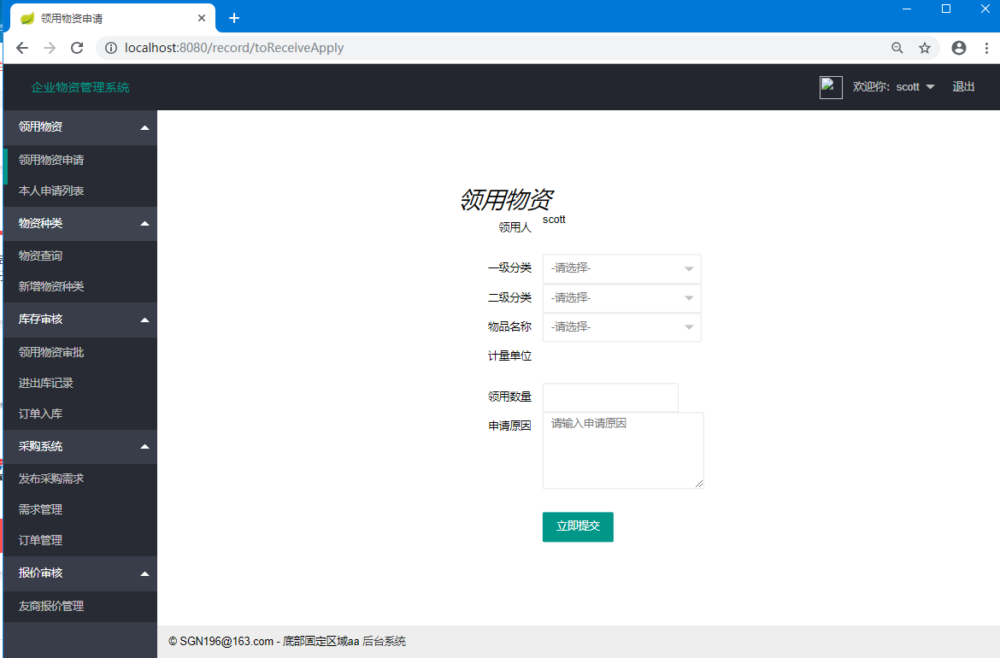 领用物资申请
localhost:8080/record/toReceiveApply
企业物资管理系统
欢迎你：scott
退出
领用物资
领用物资申请
本人申请列表
物资种类
物资查询
新增物资种类
库存审核
领用物资审批
进出库记录
订单入库
采购系统
发布采购需求
需求管理
订单管理
报价审核
友商报价管理
领用物资
领用人 scott
一级分类 -请选择-
二级分类 -请选择-
物品名称 -请选择-
计量单位
领用数量
申请原因 请输入申请原因
立即提交
© SGN196@163.com - 底部固定区域aa 后台系统